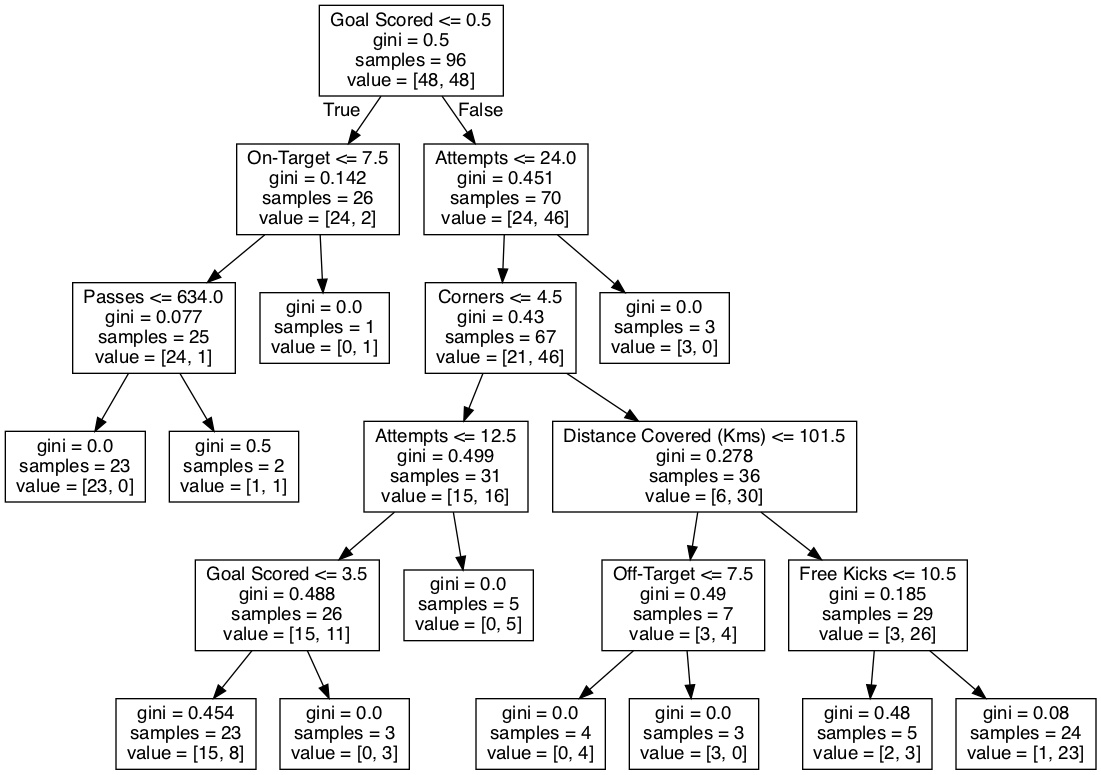 Goal Scored <= 0.5
gini = 0.5
samples = 96
value = [48, 48]
True
False
On-Target <= 7.5
gini = 0.142
samples = 26
value = [24, 2]
Attempts <= 24.0
gini = 0.451
samples = 70
value = [24, 46]
Passes <= 634.0
gini = 0.077
samples = 25
value = [24, 1]
gini = 0.0
samples = 1
value = [0, 1]
Corners <= 4.5
gini = 0.43
samples = 67
value = [21, 46]
gini = 0.0
samples = 3
value = [3, 0]
gini = 0.0
samples = 23
value = [23, 0]
gini = 0.5
samples = 2
value = [1, 1]
Attempts <= 12.5
gini = 0.499
samples = 31
value = [15, 16]
Distance Covered (Kms) <= 101.5
gini = 0.278
samples = 36
value = [6, 30]
Goal Scored <= 3.5
gini = 0.488
samples = 26
value = [15, 11]
gini = 0.0
samples = 5
value = [0, 5]
Off-Target <= 7.5
gini = 0.49
samples = 7
value = [3, 4]
Free Kicks <= 10.5
gini = 0.185
samples = 29
value = [3, 26]
gini = 0.454
samples = 23
value = [15, 8]
gini = 0.0
samples = 3
value = [0, 3]
gini = 0.0
samples = 4
value = [0, 4]
gini = 0.0
samples = 3
value = [3, 0]
gini = 0.48
samples = 5
value = [2, 3]
gini = 0.08
samples = 24
value = [1, 23]